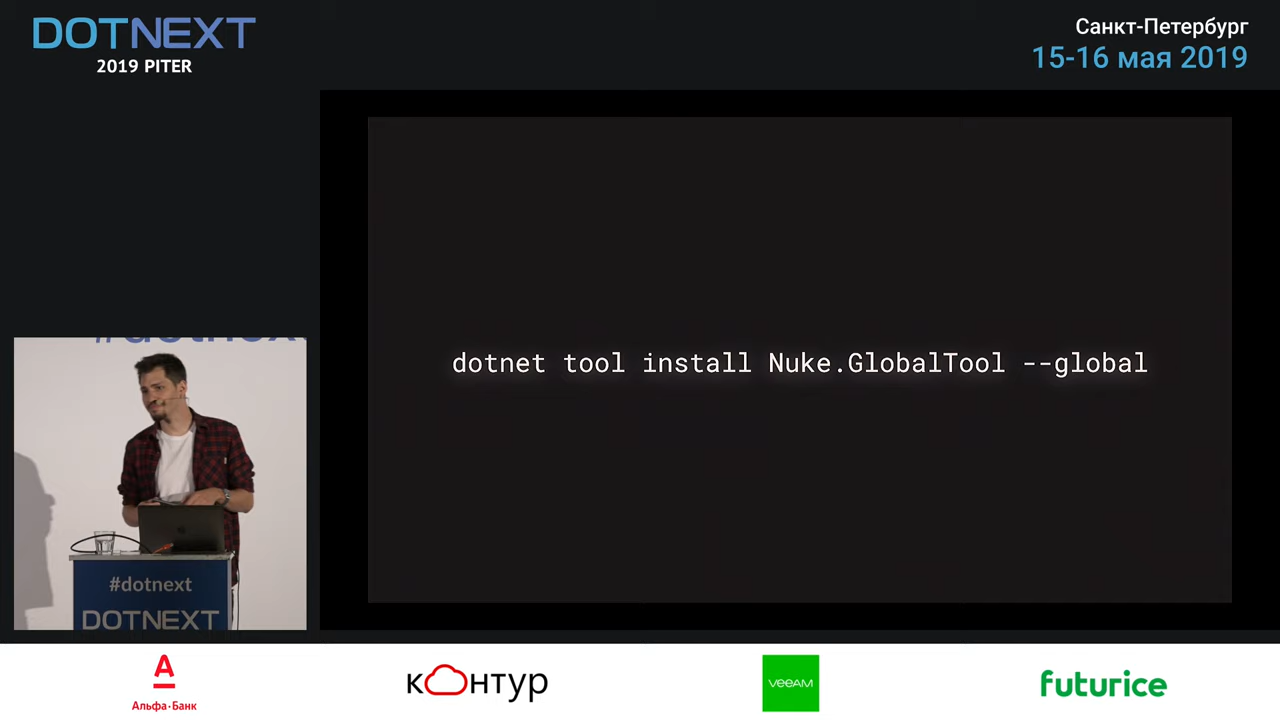 DOTNEXT
2019 PITER
Санкт-Петербург
15-16 мая 2019
dotnet tool install Nuke.GlobalTool --global
#dotnext
#dotnext
DOTNEXT
А
Альфа·Банк
контур
veeam
futurice